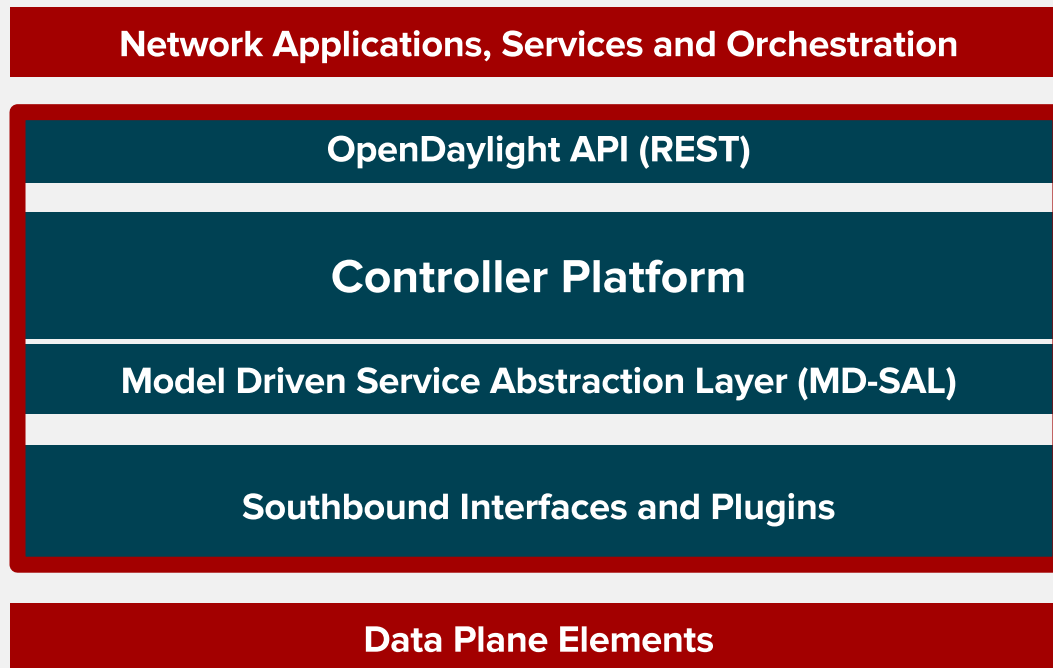 Network Applications, Services and Orchestration
OpenDaylight API (REST)
Controller Platform
Model Driven Service Abstraction Layer (MD-SAL)
Southbound Interfaces and Plugins
Data Plane Elements